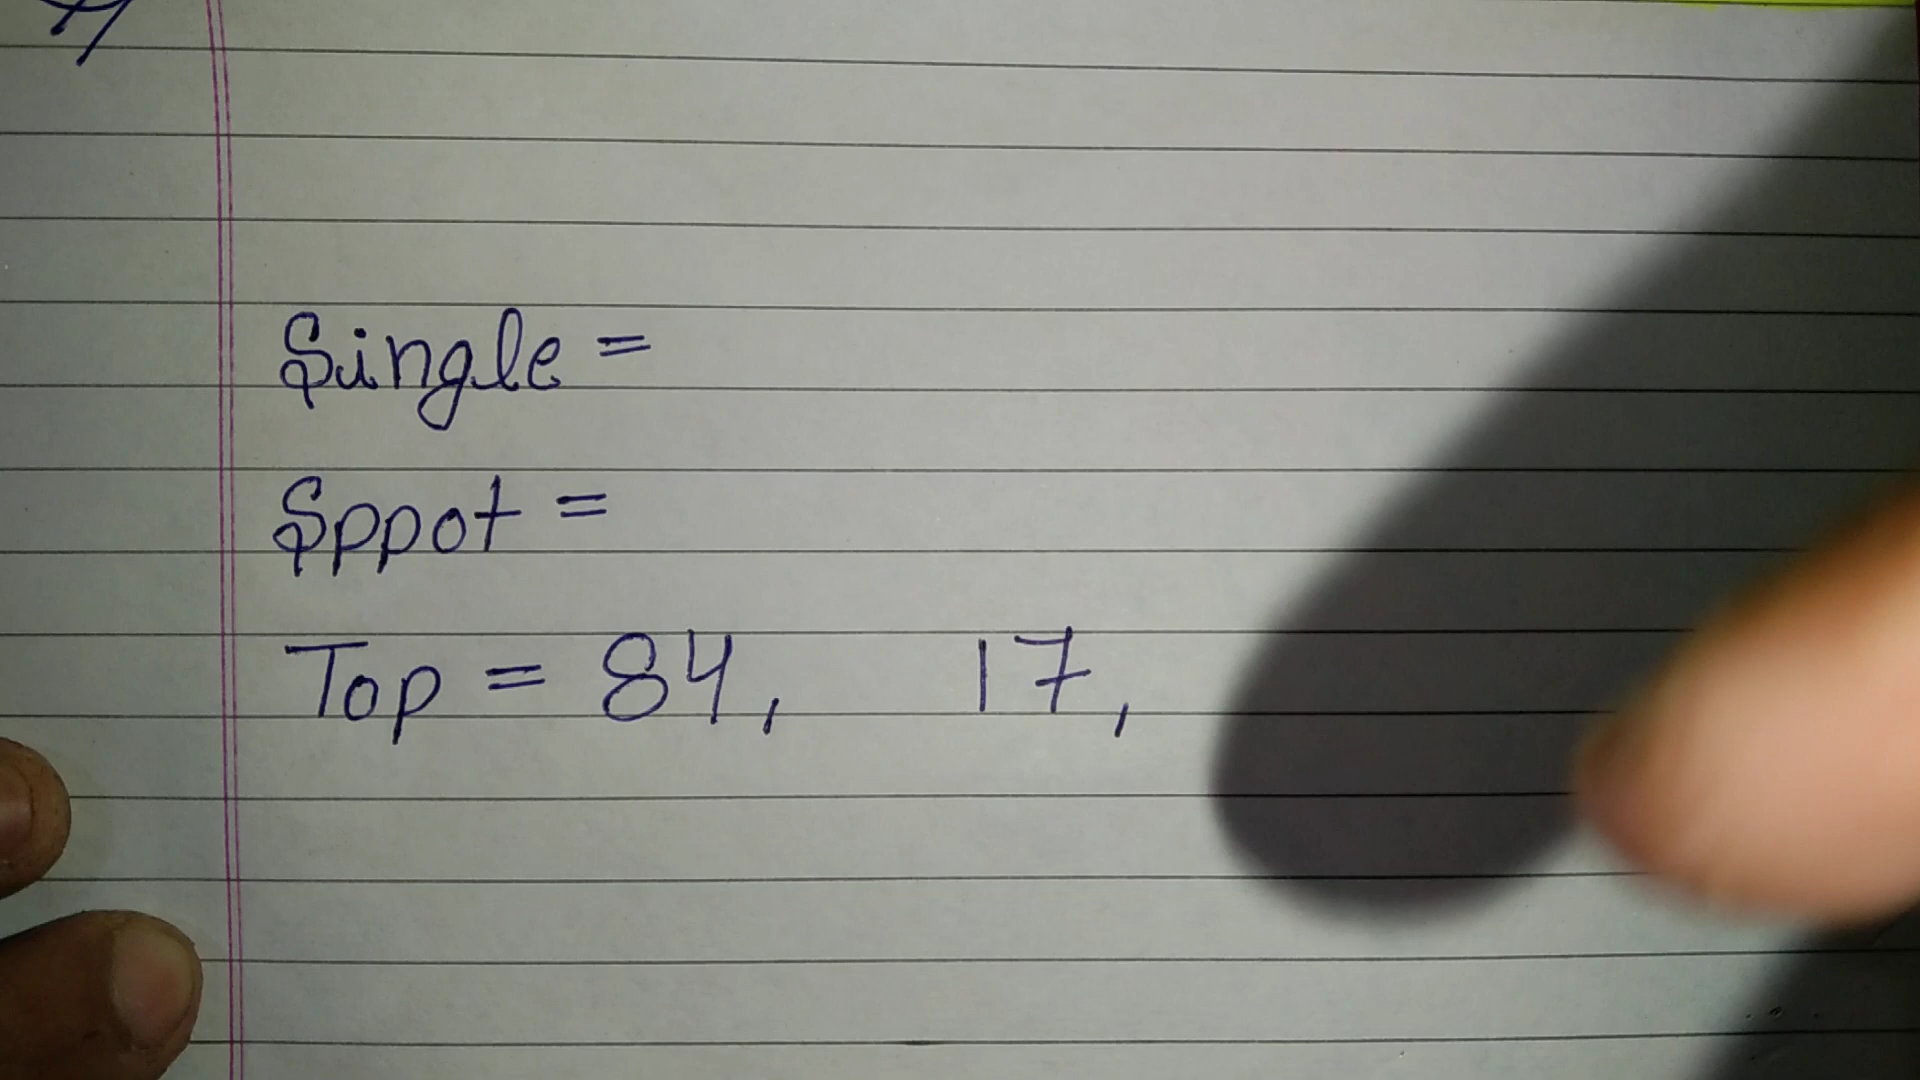 Single =
Sppot =
Top = 84, 17,